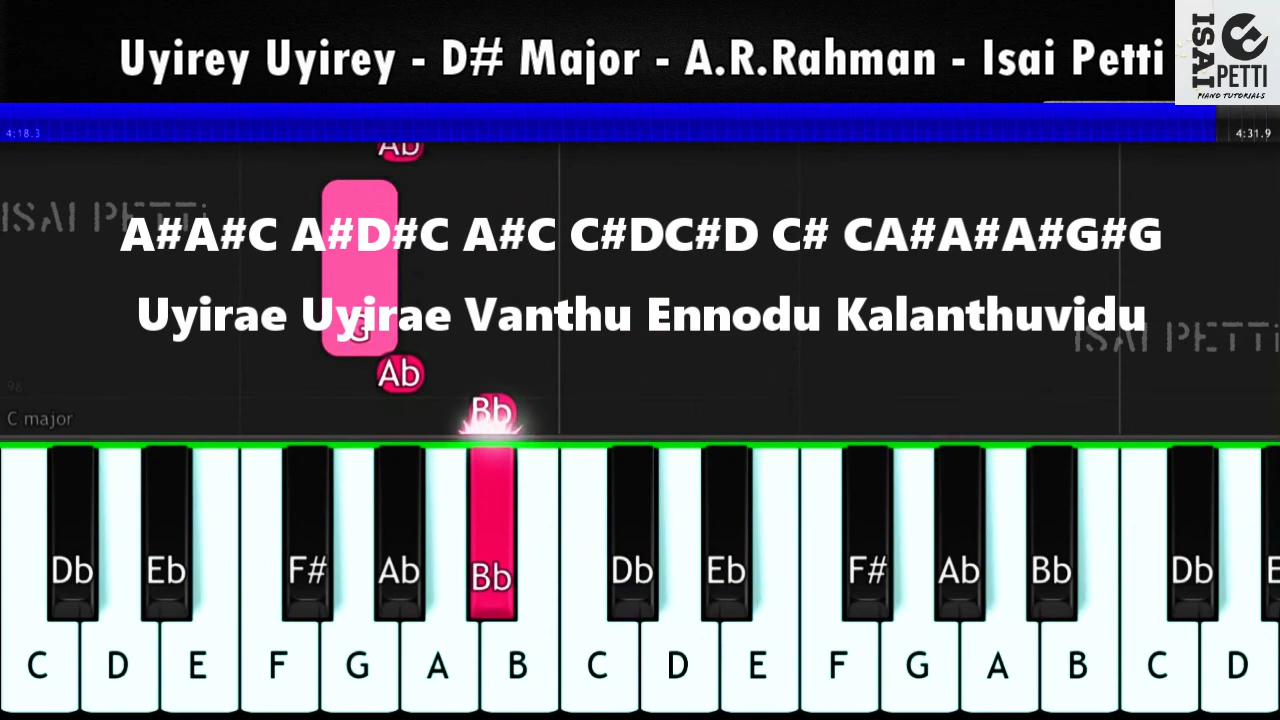 Uyirey Uyirey - D# Major - A.R.Rahman - Isai Petti
ISAI PETTI
PIANO TUTORIALS
4:18.3
4:31.9
Ab
ISAI PETTi
A#A#C A#D#C A#C C#DC#D C# CA#A#A#G#G
Uyirae Uyirae Vanthu Ennodu Kalanthuvidu
G
ISAI PETTi
Ab
98
Bb
C major
Db Eb F# Ab Bb Db Eb F# Ab Bb Db E
C D E F G A B C D E F G A B C D